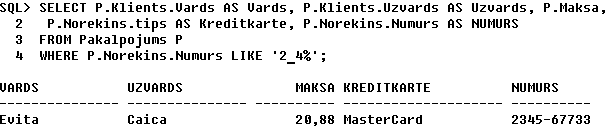 SQL> SELECT P.Klients.Vards AS Vards, P.Klients.Uzvards AS Uzvards, P.Maksa,
2 P.Norekins.tips AS Kreditkarte, P.Norekins.Numurs AS NUMURS
3 FROM Pakalpojums P
4 WHERE P.Norekins.Numurs LIKE '2_4%';
VARDS UZVARDS MAKSA KREDITKARTE NUMURS
--------------- --------------- ---------- -------------------- ----------
Evita Caica 20,88 MasterCard 2345-67733